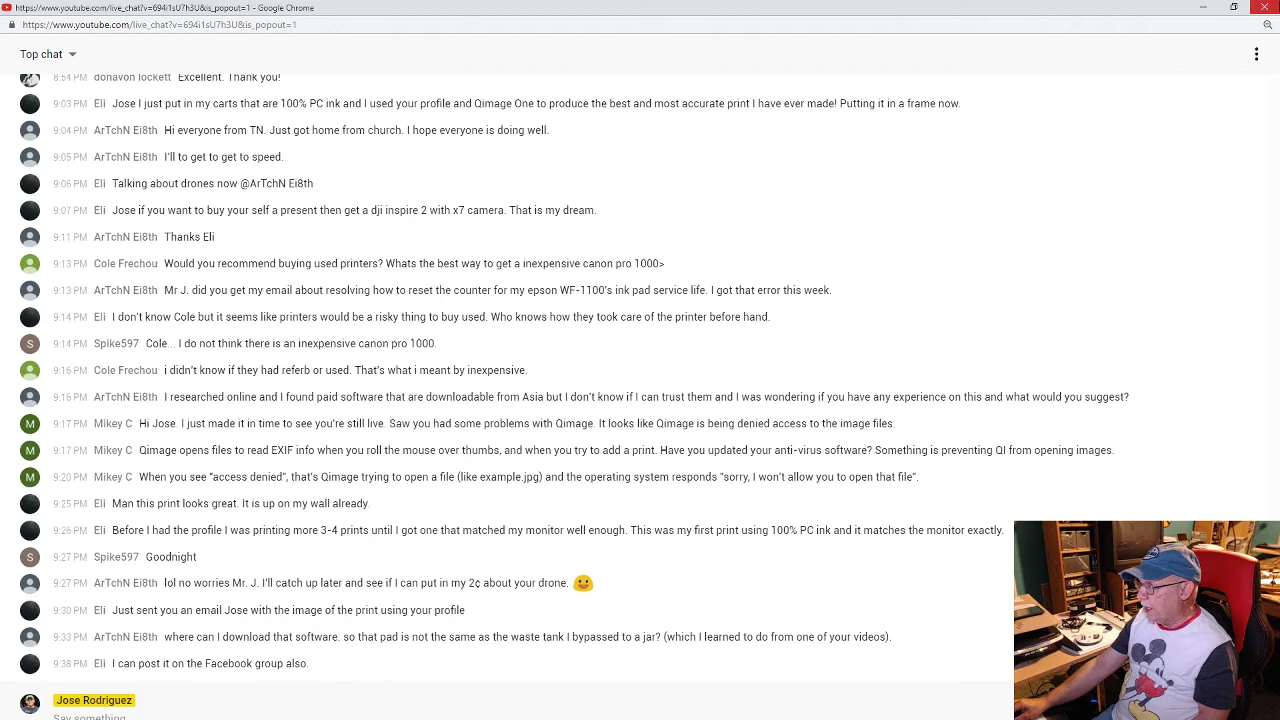 https://www.youtube.com/live_chat?v=694i1sU7h3U&is_popout=1 - Google Chrome
https://www.youtube.com/live_chat?v=694i1sU7h3U&is_popout=1
Top chat
8:54 PM donavon lockett Excellent. Thank you!
9:03 PM Eli Jose I just put in my carts that are 100% PC ink and I used your profile and Qimage One to produce the best and most accurate print I have ever made! Putting it in a frame now.
9:04 PM ArTchN Ei8th Hi everyone from TN. Just got home from church. I hope everyone is doing well.
9:05 PM ArTchN Ei8th I'll to get to get to speed.
9:06 PM Eli Talking about drones now @ArTchN Ei8th
9:07 PM Eli Jose if you want to buy your self a present then get a dji inspire 2 with x7 camera. That is my dream.
9:11 PM ArTchN Ei8th Thanks Eli
9:13 PM Cole Frechou Would you recommend buying used printers? Whats the best way to get a inexpensive canon pro 1000>
9:13 PM ArTchN Ei8th Mr J. did you get my email about resolving how to reset the counter for my epson WF-1100's ink pad service life. I got that error this week.
9:14 PM Eli I don't know Cole but it seems like printers would be a risky thing to buy used. Who knows how they took care of the printer before hand.
S 9:14 PM Spike597 Cole... I do not think there is an inexpensive canon pro 1000.
9:16 PM Cole Frechou i didn't know if they had referb or used. That's what i meant by inexpensive.
9:16 PM ArTchN Ei8th I researched online and I found paid software that are downloadable from Asia but I don't know if I can trust them and I was wondering if you have any experience on this and what would you suggest?
M 9:17 PM Mikey C Hi Jose. I just made it in time to see you're still live. Saw you had some problems with Qimage. It looks like Qimage is being denied access to the image files.
M 9:17 PM Mikey C Qimage opens files to read EXIF info when you roll the mouse over thumbs, and when you try to add a print. Have you updated your anti-virus software? Something is preventing QI from opening images.
M 9:20 PM Mikey C When you see "access denied", that's Qimage trying to open a file (like example.jpg) and the operating system responds "sorry, I won't allow you to open that file".
9:25 PM Eli Man this print looks great. It is up on my wall already.
9:26 PM Eli Before I had the profile I was printing more 3-4 prints until I got one that matched my monitor well enough. This was my first print using 100% PC ink and it matches the monitor exactly.
S 9:27 PM Spike597 Goodnight
9:27 PM ArTchN Ei8th lol no worries Mr. J. I'll catch up later and see if I can put in my 2¢ about your drone.
9:30 PM Eli Just sent you an email Jose with the image of the print using your profile
9:33 PM ArTchN Ei8th where can I download that software. so that pad is not the same as the waste tank I bypassed to a jar? (which I learned to do from one of your videos).
9:38 PM Eli I can post it on the Facebook group also.
Jose Rodriguez
Say something